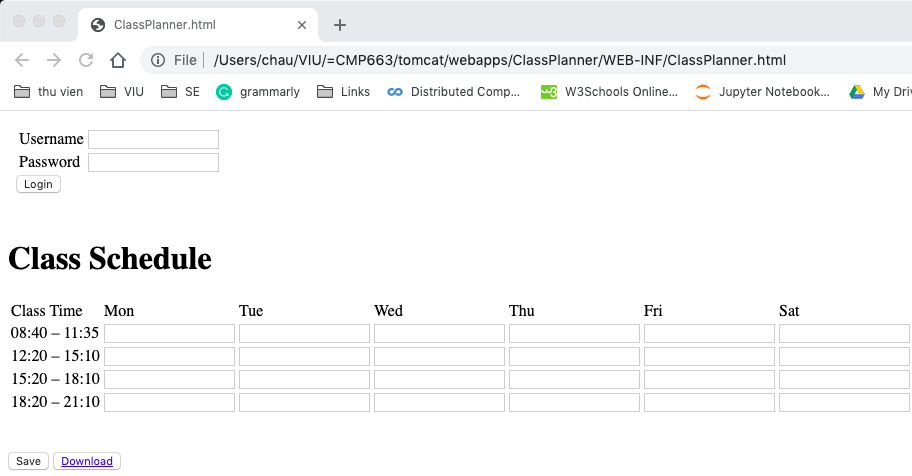 ClassPlanner.html
File /Users/chau/VIU/=CMP663/tomcat/webapps/ClassPlanner/WEB-INF/ClassPlanner.html
thu vien VIU SE grammarly Links Distributed Comp... W3Schools Online... Jupyter Notebook... My Driv
Username
Password
Login
Class Schedule
Class Time Mon Tue Wed Thu Fri Sat
08:40 – 11:35
12:20 – 15:10
15:20 – 18:10
18:20 – 21:10
Save Download